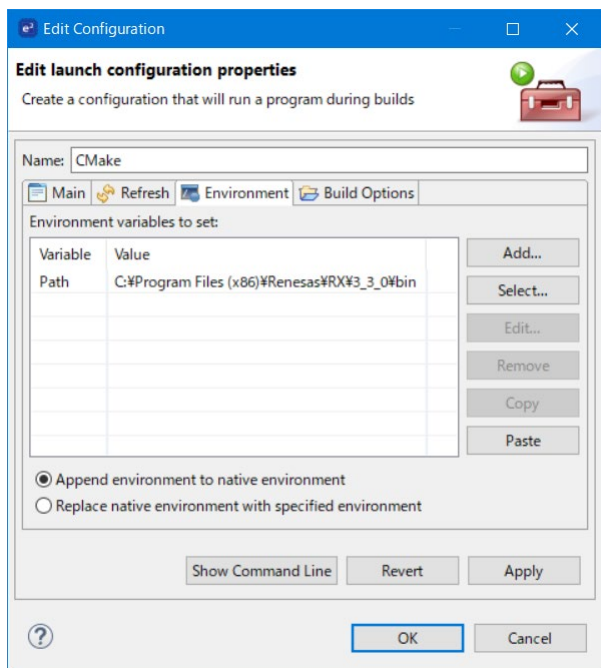 e² Edit Configuration
Edit launch configuration properties
Create a configuration that will run a program during builds
Name: CMake
Main Refresh Environment Build Options
Environment variables to set:
Variable Value
Path C:¥Program Files (x86)¥Renesas¥RX¥3_3_0¥bin
Add...
Select...
Edit...
Remove
Copy
Paste
Append environment to native environment
Replace native environment with specified environment
Show Command Line Revert Apply
? OK Cancel